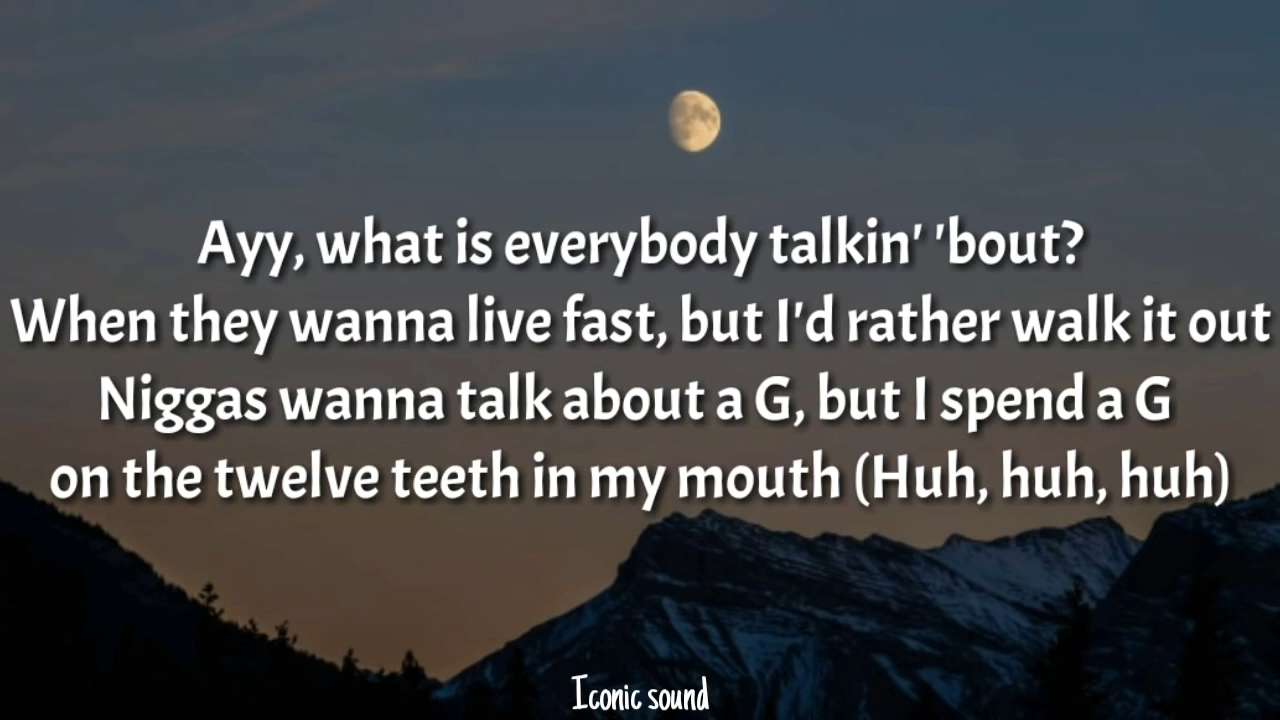 Ayy, what is everybody talkin' 'bout?
When they wanna live fast, but I'd rather walk it out
Niggas wanna talk about a G, but I spend a G
on the twelve teeth in my mouth (Huh, huh, huh)
Iconic sound